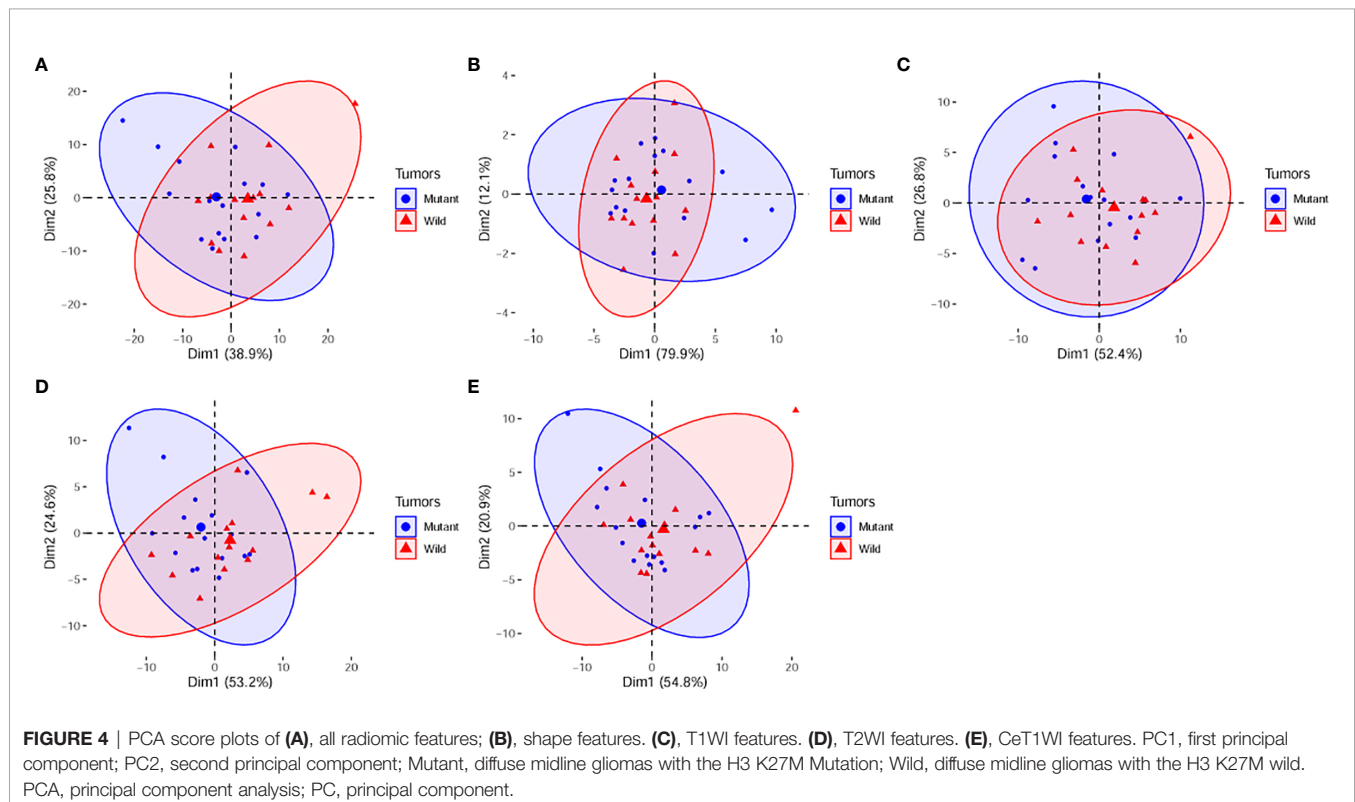 A
20
10
0
−10
−20
Dim2 (25.8%)
−20
−10
0
10
20
Dim1 (38.9%)
Tumors
Mutant
Wild
B
4
2
0
−2
−4
Dim2 (12.1%)
−10
−5
0
5
10
Dim1 (79.9%)
Tumors
Mutant
Wild
C
10
5
0
−5
−10
Dim2 (26.8%)
−10
0
10
Dim1 (52.4%)
Tumors
Mutant
Wild
D
10
5
0
−5
−10
Dim2 (24.6%)
−10
0
10
20
Dim1 (53.2%)
Tumors
Mutant
Wild
E
10
5
0
−5
−10
Dim2 (20.9%)
−10
0
10
20
Dim1 (54.8%)
Tumors
Mutant
Wild
FIGURE 4 | PCA score plots of (A), all radiomic features; (B), shape features. (C), T1WI features. (D), T2WI features. (E), CeT1WI features. PC1, first principal
component; PC2, second principal component; Mutant, diffuse midline gliomas with the H3 K27M Mutation; Wild, diffuse midline gliomas with the H3 K27M wild.
PCA, principal component analysis; PC, principal component.